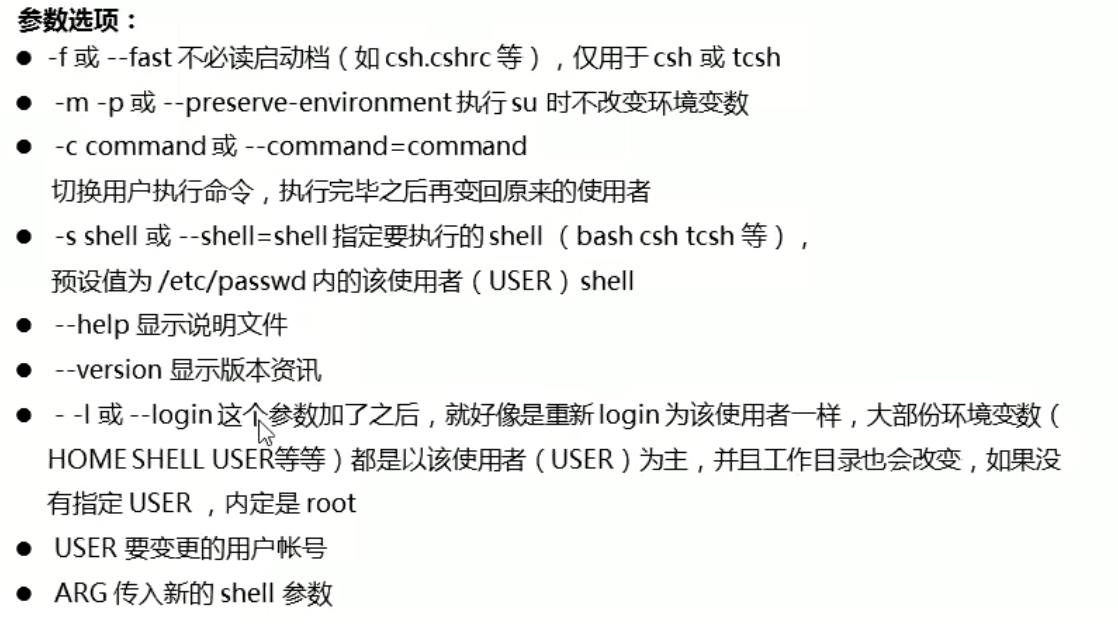 参数选项：
● -f 或 --fast 不必读启动档（如 csh.cshrc 等），仅用于 csh 或 tcsh
● -m -p 或 --preserve-environment 执行 su 时不改变环境变数
● -c command 或 --command=command
切换用户执行命令，执行完毕之后再变回原来的使用者
● -s shell 或 --shell=shell 指定要执行的 shell （bash csh tcsh 等），
预设值为 /etc/passwd 内的该使用者（USER）shell
● --help 显示说明文件
● --version 显示版本资讯
● - -l 或 --login 这个参数加了之后，就好像是重新 login 为该使用者一样，大部份环境变数（
HOME SHELL USER等等）都是以该使用者（USER）为主，并且工作目录也会改变，如果没
有指定 USER ，内定是 root
● USER 要变更的用户帐号
● ARG 传入新的 shell 参数